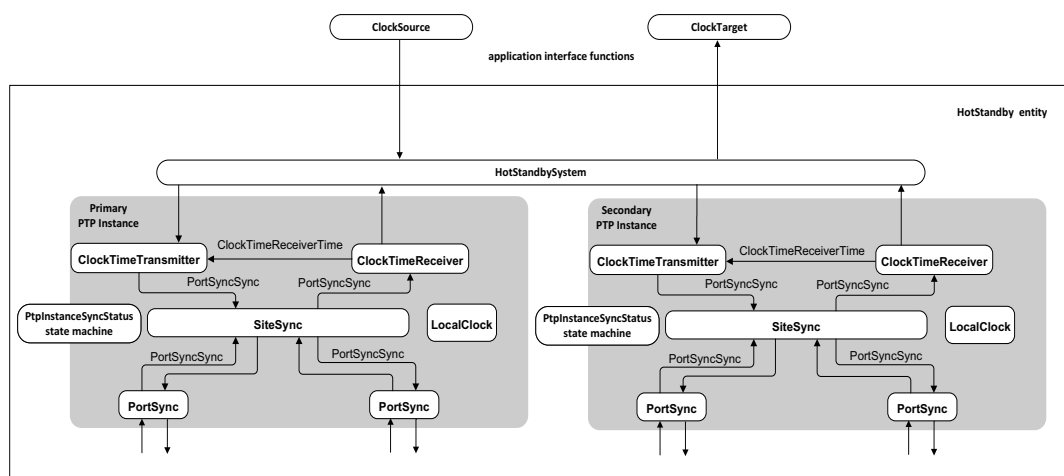 ClockSource
ClockTarget
application interface functions
HotStandby entity
HotStandbySystem
Primary
PTP Instance
ClockTimeReceiverTime
ClockTimeTransmitter
ClockTimeReceiver
PortSyncSync
PortSyncSync
PtpInstanceSyncStatus
state machine
SiteSync
LocalClock
PortSyncSync
PortSyncSync
PortSync
PortSync
Secondary
PTP Instance
ClockTimeReceiverTime
ClockTimeTransmitter
ClockTimeReceiver
PortSyncSync
PortSyncSync
PtpInstanceSyncStatus
state machine
SiteSync
LocalClock
PortSyncSync
PortSyncSync
PortSync
PortSync